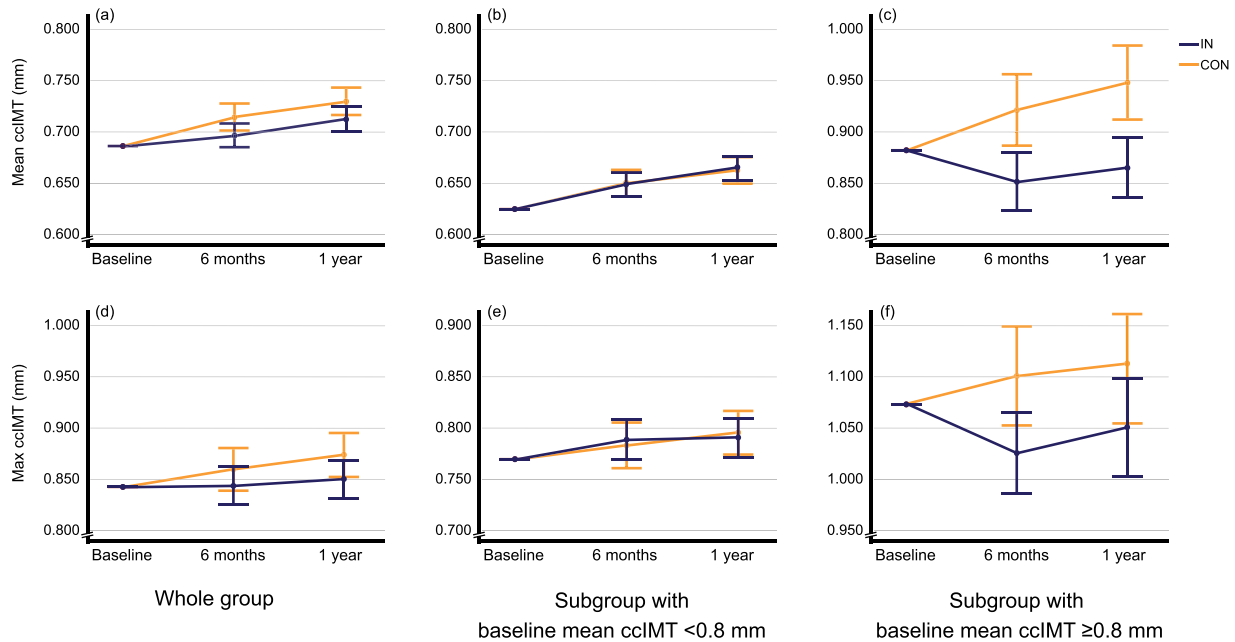 (a)
0.800
0.750
0.700
0.650
0.600
Mean ccIMT (mm)
Baseline 6 months 1 year
(b)
0.800
0.750
0.700
0.650
0.600
Baseline 6 months 1 year
(c)
1.000
0.950
0.900
0.850
0.800
Baseline 6 months 1 year
IN
CON
(d)
1.000
0.950
0.900
0.850
0.800
Max ccIMT (mm)
Baseline 6 months 1 year
(e)
0.900
0.850
0.800
0.750
0.700
Baseline 6 months 1 year
(f)
1.150
1.100
1.050
1.000
0.950
Baseline 6 months 1 year
Whole group
Subgroup with
baseline mean ccIMT <0.8 mm
Subgroup with
baseline mean ccIMT ≥0.8 mm